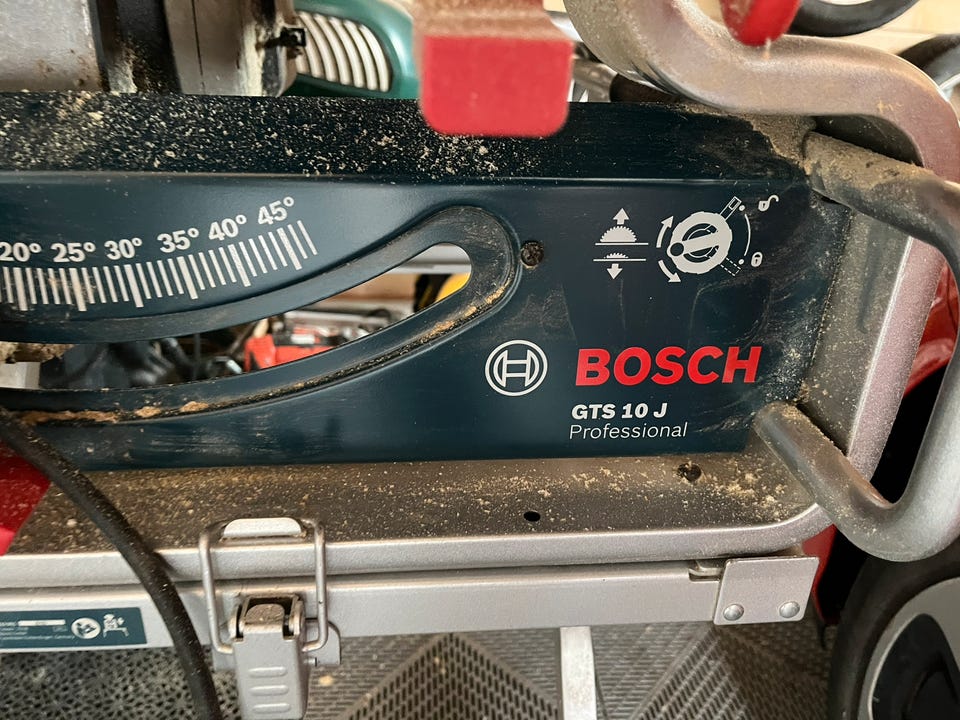 20° 25° 30° 35° 40° 45°
BOSCH
GTS 10 J
Professional